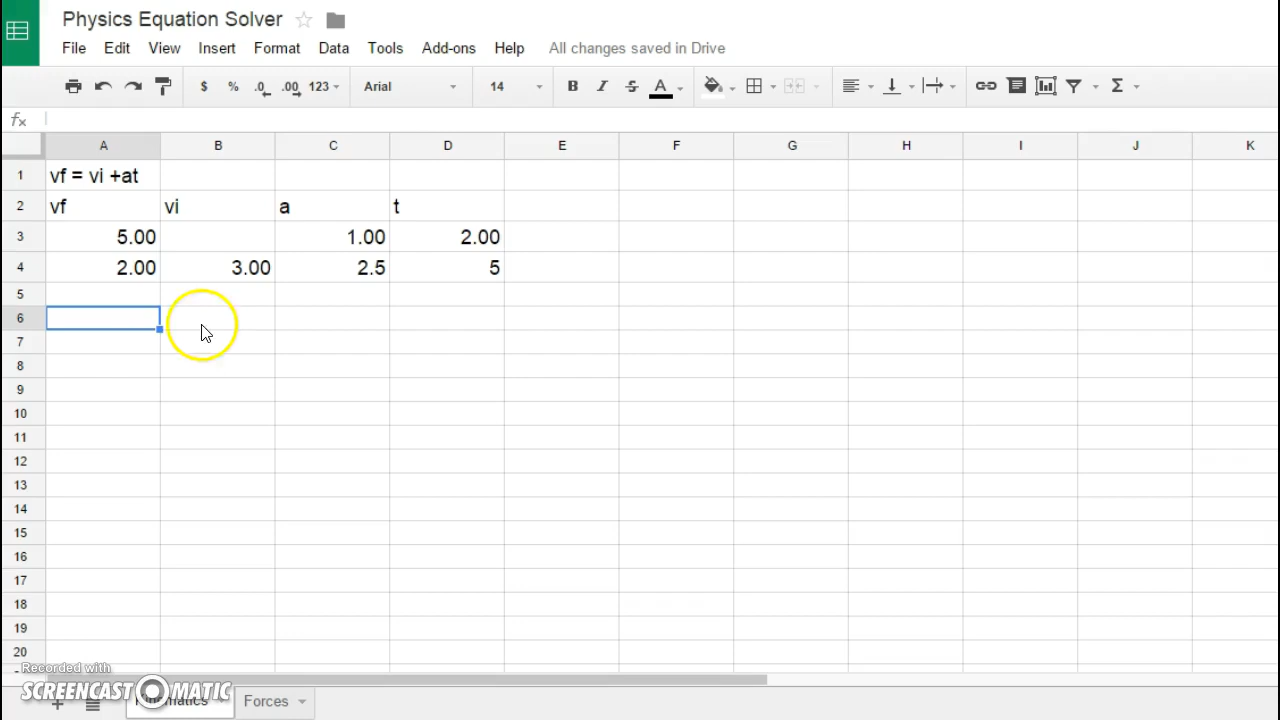 Physics Equation Solver
File Edit View Insert Format Data Tools Add-ons Help All changes saved in Drive
$ % .0 .00 123 Arial 14 B I S A Σ
fx
A B C D E F G H I J K
1 vf = vi +at
2 vf vi a t
3 5.00 1.00 2.00
4 2.00 3.00 2.5 5
5
6
7
8
9
10
11
12
13
14
15
16
17
18
19
20
Recorded with
SCREENCAST MATIC
+ Kinematics Forces